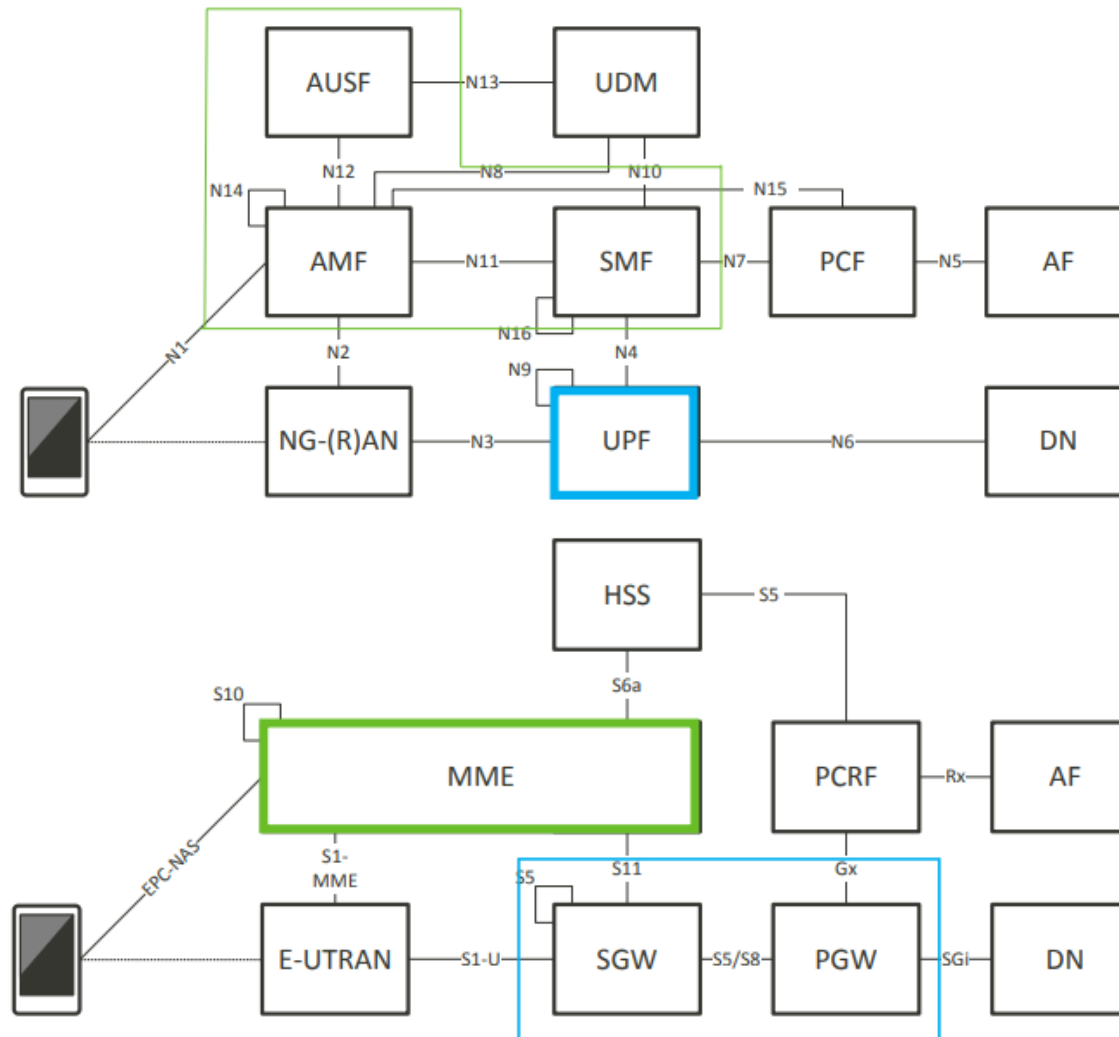 AUSF
N13
UDM
N12
N8
N10
N14
N15
AMF
N11
SMF
N7
PCF
N5
AF
N16
N1
N2
N4
N9
NG-(R)AN
N3
UPF
N6
DN
HSS
S5
S6a
S10
MME
PCRF
Rx
AF
EPC-NAS
S1-
MME
S11
Gx
S5
E-UTRAN
S1-U
SGW
S5/S8
PGW
SGi
DN